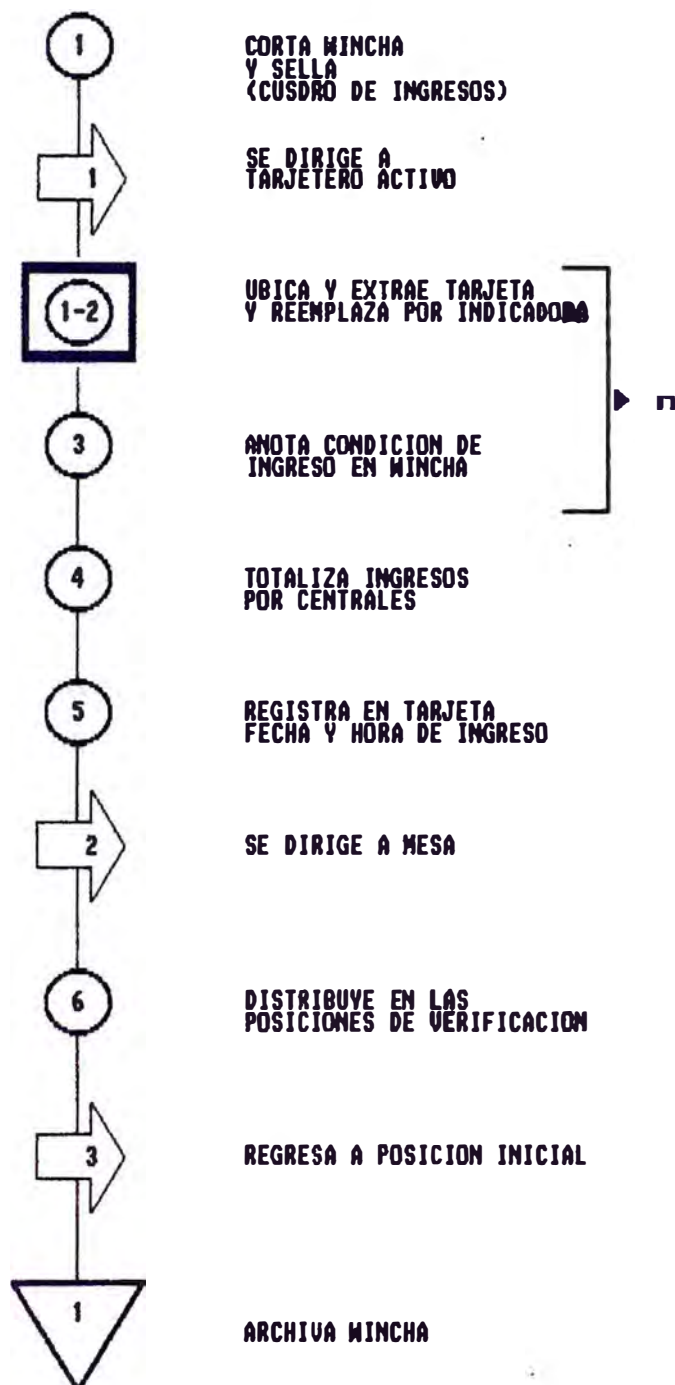 1
CORTA WINCHA
Y SELLA
(CUSDRO DE INGRESOS)
1
SE DIRIGE A
TARJETERO ACTIVO
1-2
UBICA Y EXTRAE TARJETA
Y REEMPLAZA POR INDICADORA
3
ANOTA CONDICION DE
INGRESO EN WINCHA
n
4
TOTALIZA INGRESOS
POR CENTRALES
5
REGISTRA EN TARJETA
FECHA Y HORA DE INGRESO
2
SE DIRIGE A MESA
6
DISTRIBUYE EN LAS
POSICIONES DE VERIFICACION
3
REGRESA A POSICION INICIAL
1
ARCHIVA WINCHA